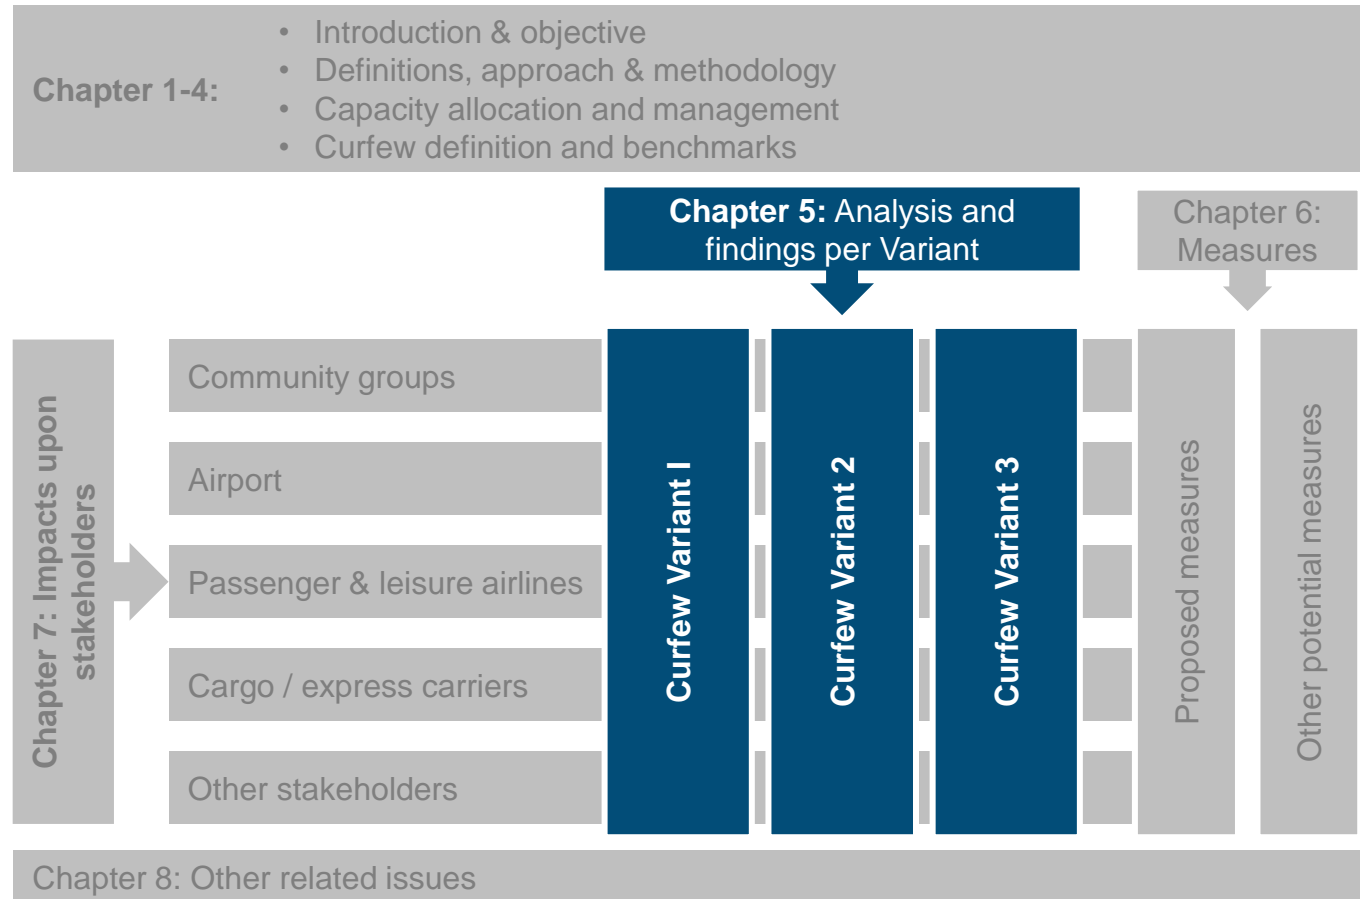 Chapter 1-4:
• Introduction & objective
• Definitions, approach & methodology
• Capacity allocation and management
• Curfew definition and benchmarks
Chapter 5: Analysis and
findings per Variant
Chapter 6:
Measures
Chapter 7: Impacts upon
stakeholders
Community groups
Airport
Passenger & leisure airlines
Cargo / express carriers
Other stakeholders
Curfew Variant I
Curfew Variant 2
Curfew Variant 3
Proposed measures
Other potential measures
Chapter 8: Other related issues